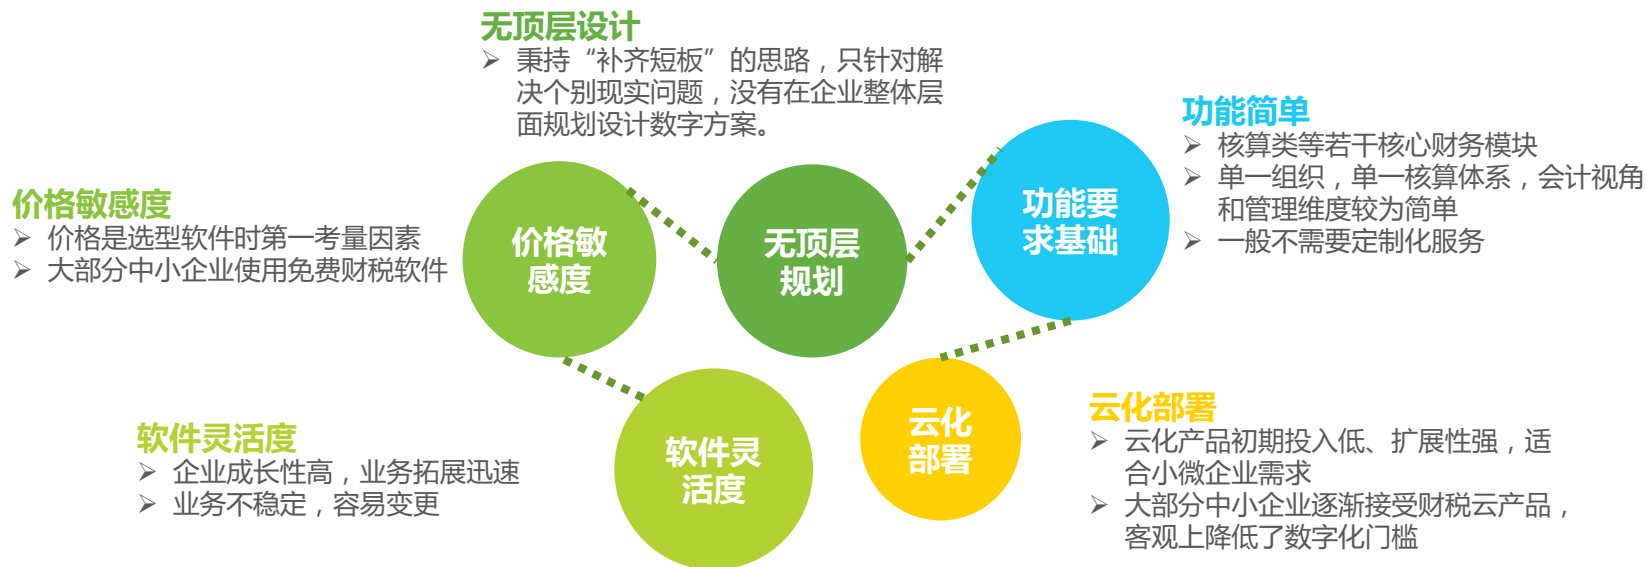 无顶层设计
➢ 秉持“补齐短板”的思路，只针对解
决个别现实问题，没有在企业整体层
面规划设计数字方案。
功能简单
➢ 核算类等若干核心财务模块
➢ 单一组织，单一核算体系，会计视角
和管理维度较为简单
➢ 一般不需要定制化服务
价格敏感度
➢ 价格是选型软件时第一考量因素
➢ 大部分中小企业使用免费财税软件
价格敏
感度
无顶层
规划
功能要
求基础
软件灵活度
➢ 企业成长性高，业务拓展迅速
➢ 业务不稳定，容易变更
软件灵
活度
云化
部署
云化部署
➢ 云化产品初期投入低、扩展性强，适
合小微企业需求
➢ 大部分中小企业逐渐接受财税云产品，
客观上降低了数字化门槛